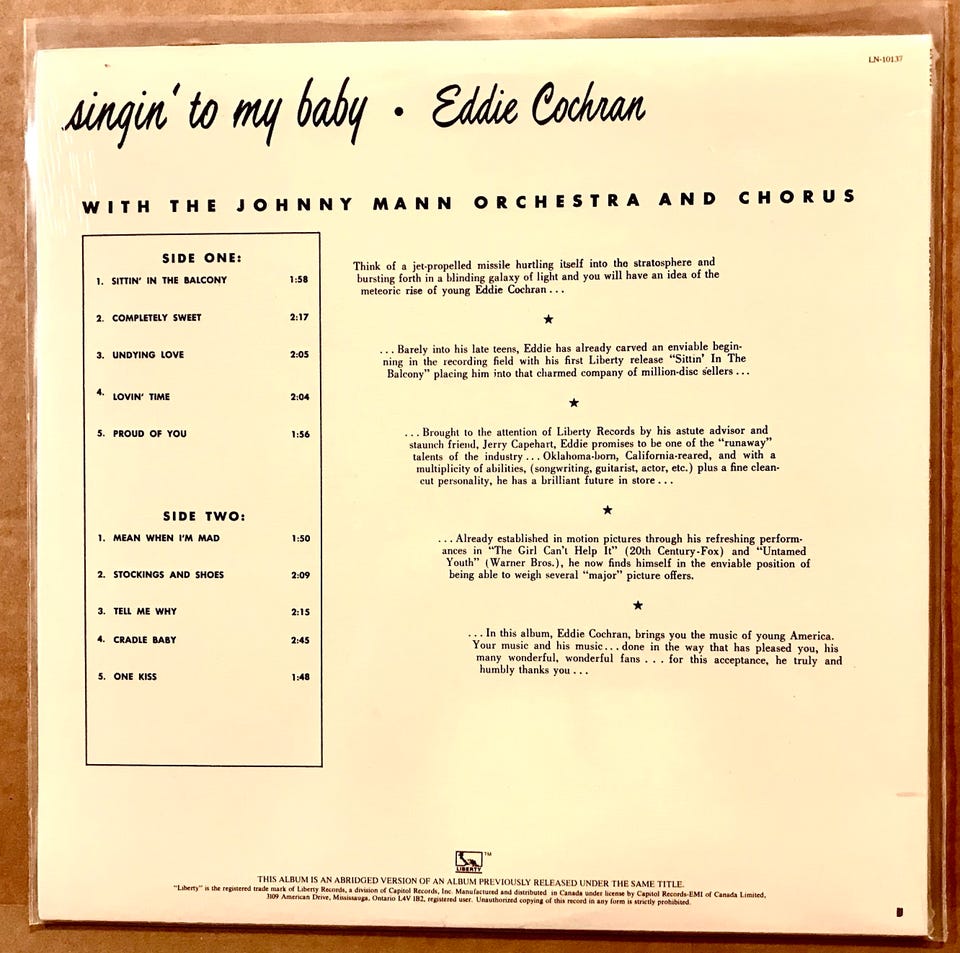 LN-10137
singin' to my baby • Eddie Cochran
WITH THE JOHNNY MANN ORCHESTRA AND CHORUS
SIDE ONE:
1. SITTIN' IN THE BALCONY 1:58
2. COMPLETELY SWEET 2:17
3. UNDYING LOVE 2:05
4. LOVIN' TIME 2:04
5. PROUD OF YOU 1:56
SIDE TWO:
1. MEAN WHEN I'M MAD 1:50
2. STOCKINGS AND SHOES 2:09
3. TELL ME WHY 2:15
4. CRADLE BABY 2:45
5. ONE KISS 1:48
Think of a jet-propelled missile hurtling itself into the stratosphere and
bursting forth in a blinding galaxy of light and you will have an idea of the
meteoric rise of young Eddie Cochran...
★
...Barely into his late teens, Eddie has already carved an enviable begin-
ning in the recording field with his first Liberty release "Sittin' In The
Balcony" placing him into that charmed company of million-disc sellers...
★
...Brought to the attention of Liberty Records by his astute advisor and
staunch friend, Jerry Capehart, Eddie promises to be one of the "runaway"
talents of the industry...Oklahoma-born, California-reared, and with a
multiplicity of abilities, (songwriting, guitarist, actor, etc.) plus a fine clean-
cut personality, he has a brilliant future in store...
★
...Already established in motion pictures through his refreshing perform-
ances in "The Girl Can't Help It" (20th Century-Fox) and "Untamed
Youth" (Warner Bros.), he now finds himself in the enviable position of
being able to weigh several "major" picture offers.
★
...In this album, Eddie Cochran, brings you the music of young America.
Your music and his music...done in the way that has pleased you, his
many wonderful, wonderful fans . . . for this acceptance, he truly and
humbly thanks you...
LIBERTY TM
THIS ALBUM IS AN ABRIDGED VERSION OF AN ALBUM PREVIOUSLY RELEASED UNDER THE SAME TITLE.
"Liberty" is the registered trade mark of Liberty Records, a division of Capitol Records, Inc. Manufactured and distributed in Canada under license by Capitol Records-EMI of Canada Limited,
3109 American Drive, Mississauga, Ontario L4V 1B2, registered user. Unauthorized copying of this record in any form is strictly prohibited.